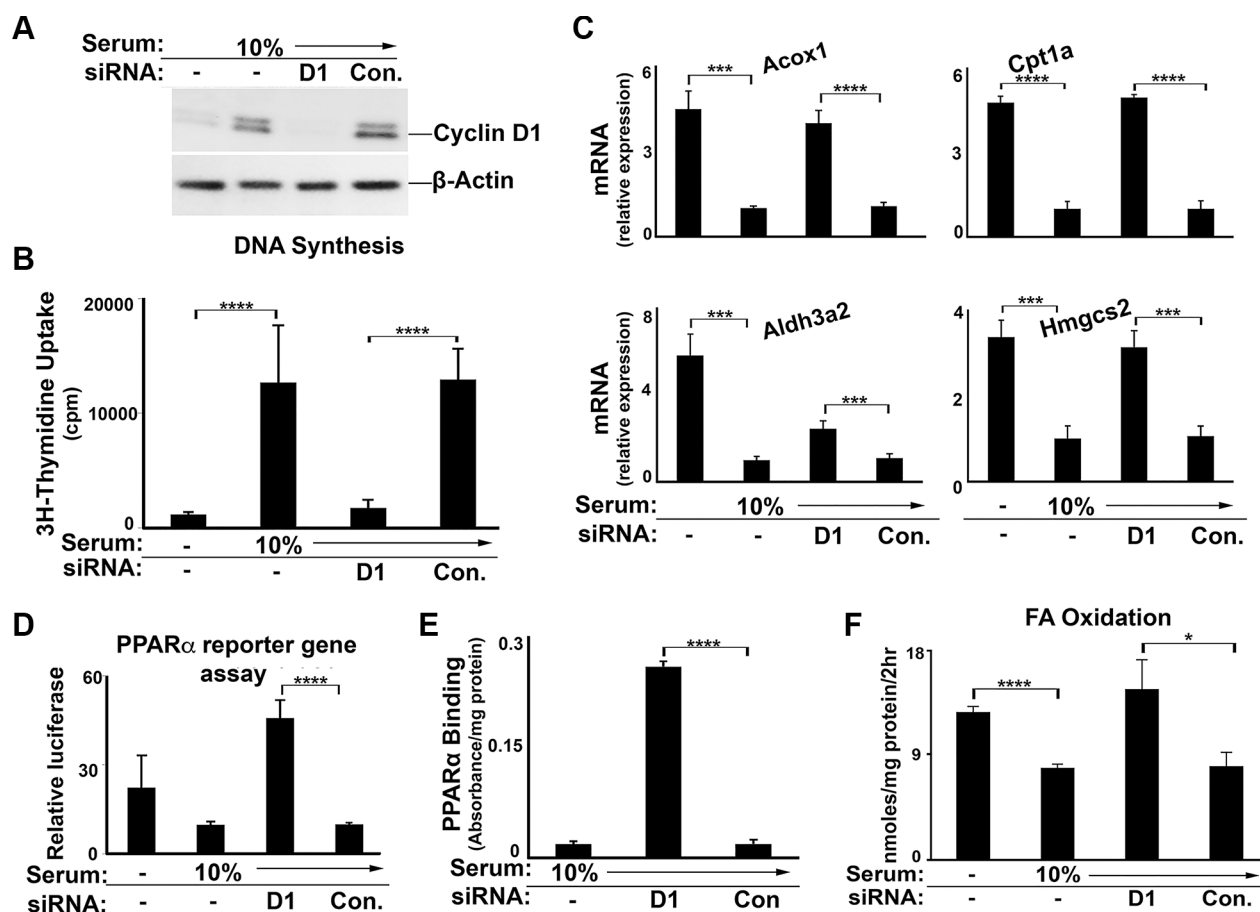 A
Serum: 10%
siRNA: - - D1 Con.
Cyclin D1
β-Actin
B
DNA Synthesis
3H-Thymidine Uptake
(cpm)
20000
10000
0
**** ****
Serum: - 10%
siRNA: - - D1 Con.
C
mRNA
(relative expression)
Acox1
6
3
0
*** ****
Cpt1a
6
3
0
**** ****
mRNA
(relative expression)
Aldh3a2
8
4
0
*** ***
Hmgcs2
4
2
0
*** ***
Serum: - 10% - 10%
siRNA: - - D1 Con. - - D1 Con.
D
PPARα reporter gene
assay
Relative luciferase
60
30
0
****
Serum: - 10%
siRNA: - - D1 Con.
E
PPARα Binding
(Absorbance/mg protein)
0.3
0.15
0
****
Serum: 10%
siRNA: - D1 Con
F
FA Oxidation
nmoles/mg protein/2hr
18
9
0
**** *
Serum: - 10%
siRNA: - - D1 Con.